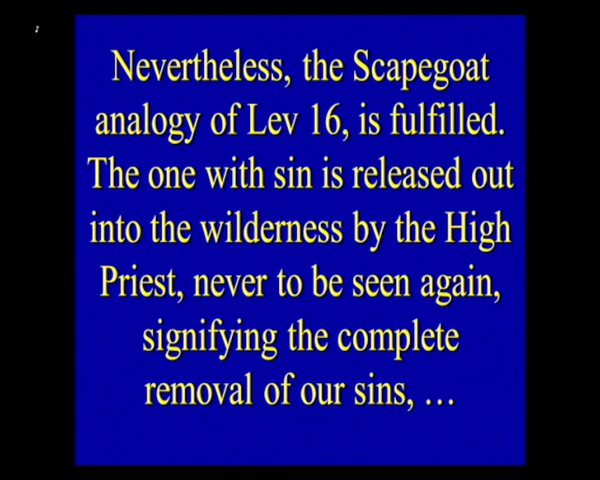 Nevertheless, the Scapegoat
analogy of Lev 16, is fulfilled.
The one with sin is released out
into the wilderness by the High
Priest, never to be seen again,
signifying the complete
removal of our sins, …